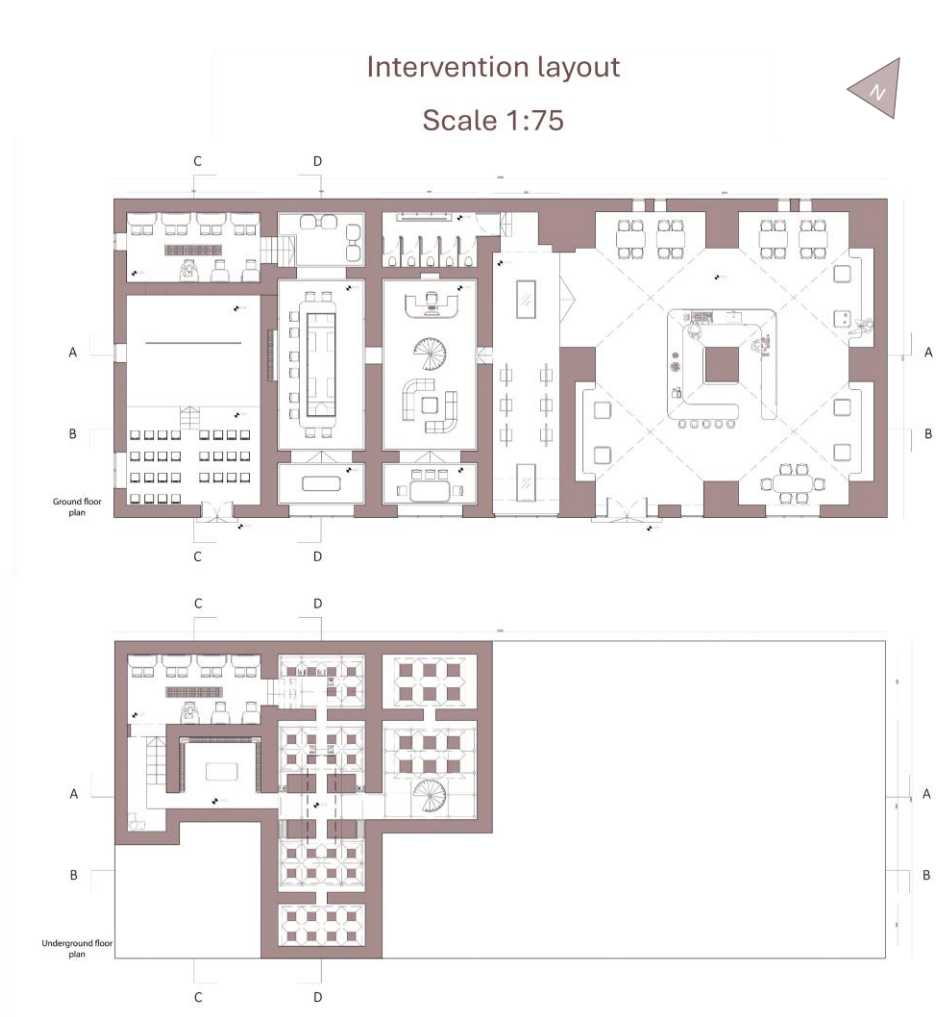 Intervention layout
Scale 1:75
N
C D
A A
B B
Ground floor
plan
C D
C D
A A
B B
Underground floor
plan
C D